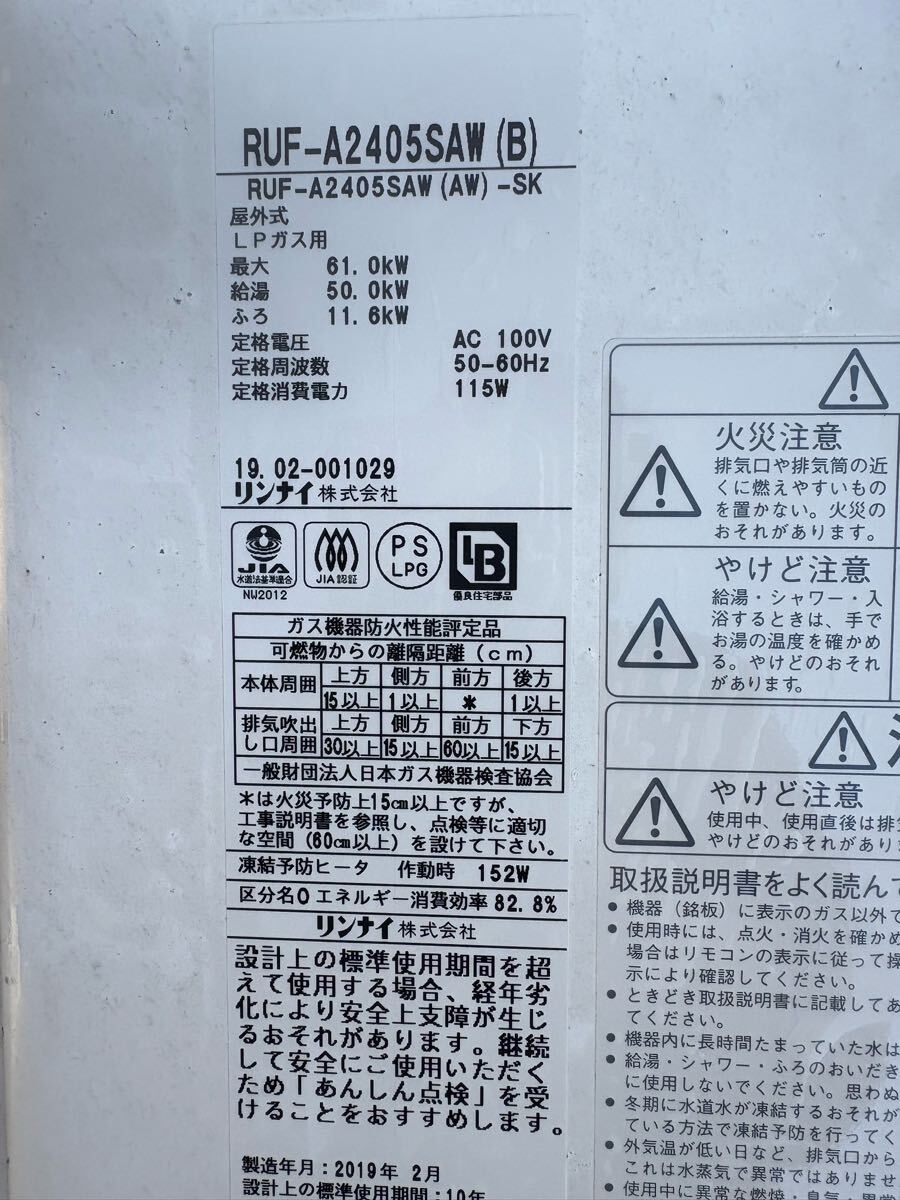 RUF-A2405SAW(B)
RUF-A2405SAW(AW)-SK
屋外式
LPガス用
最大 61.0kW
給湯 50.0kW
ふろ 11.6kW
定格電圧 AC 100V
定格周波数 50-60Hz
定格消費電力 115W
19.02-001029
リンナイ株式会社
JIA
水道法基準適合
NW2012
JIA認証
PS
LPG
LB
優良住宅部品
ガス機器防火性能評定品
可燃物からの離隔距離(cm)
本体周囲 上方 側方 前方 後方
15以上 1以上 * 1以上
排気吹出し口周囲 上方 側方 前方 下方
30以上 15以上 60以上 15以上
一般財団法人日本ガス機器検査協会
*は火災予防上15cm以上ですが、
工事説明書を参照し、点検等に適切
な空間(60cm以上)を設けて下さい。
凍結予防ヒータ 作動時 152W
区分名O エネルギー消費効率 82.8%
リンナイ株式会社
設計上の標準使用期間を超
えて使用する場合、経年劣
化により安全上支障が生じ
るおそれがあります。継続
して安全にご使用いただく
ため「あんしん点検」を受
けることをおすすめします。
製造年月:2019年 2月
設計上の標準使用期間:10年
火災注意
排気口や排気筒の近
くに燃えやすいもの
を置かない。火災の
おそれがあります。
やけど注意
給湯・シャワー・入
浴するときは、手で
お湯の温度を確かめ
る。やけどのおそれ
があります。
やけど注意
使用中、使用直後は排
やけどのおそれがあり
取扱説明書をよく読んで
● 機器(銘板)に表示のガス以外で
● 使用時には、点火・消火を確かめ
場合はリモコンの表示に従って操
示により確認してください。
● ときどき取扱説明書に記載してあ
てください。
● 機器内に長時間たまっていた水は
● 給湯・シャワー・ふろのおいだき
に使用しないでください。思わぬ
● 冬期に水道水が凍結するおそれが
ている方法で凍結予防を行ってく
● 外気温が低い日など、排気口から
これは水蒸気で異常ではありませ
● 使用中に異常な燃焼、臭気、異常